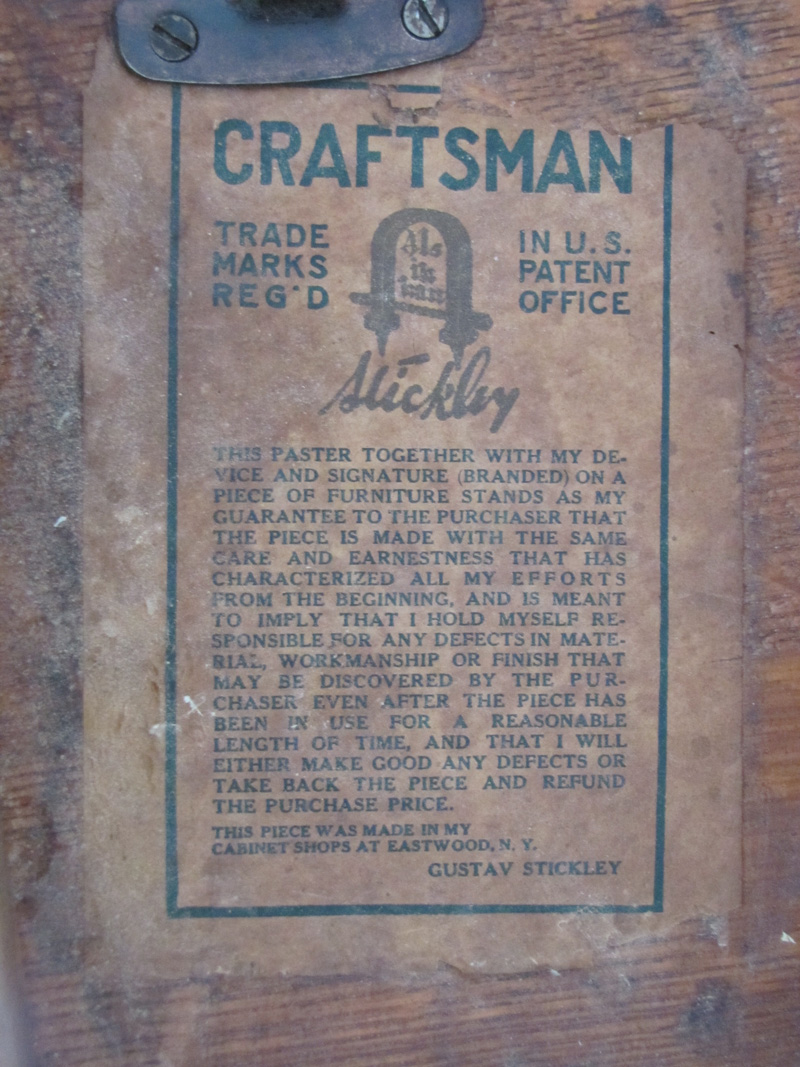 CRAFTSMAN
TRADE
MARKS
REG'D
Als
ik
kan
IN U.S.
PATENT
OFFICE
Stickley
THIS PASTER TOGETHER WITH MY DE-
VICE AND SIGNATURE (BRANDED) ON A
PIECE OF FURNITURE STANDS AS MY
GUARANTEE TO THE PURCHASER THAT
THE PIECE IS MADE WITH THE SAME
CARE AND EARNESTNESS THAT HAS
CHARACTERIZED ALL MY EFFORTS
FROM THE BEGINNING, AND IS MEANT
TO IMPLY THAT I HOLD MYSELF RE-
SPONSIBLE FOR ANY DEFECTS IN MATE-
RIAL, WORKMANSHIP OR FINISH THAT
MAY BE DISCOVERED BY THE PUR-
CHASER EVEN AFTER THE PIECE HAS
BEEN IN USE FOR A REASONABLE
LENGTH OF TIME, AND THAT I WILL
EITHER MAKE GOOD ANY DEFECTS OR
TAKE BACK THE PIECE AND REFUND
THE PURCHASE PRICE.
THIS PIECE WAS MADE IN MY
CABINET SHOPS AT EASTWOOD, N. Y.
GUSTAV STICKLEY